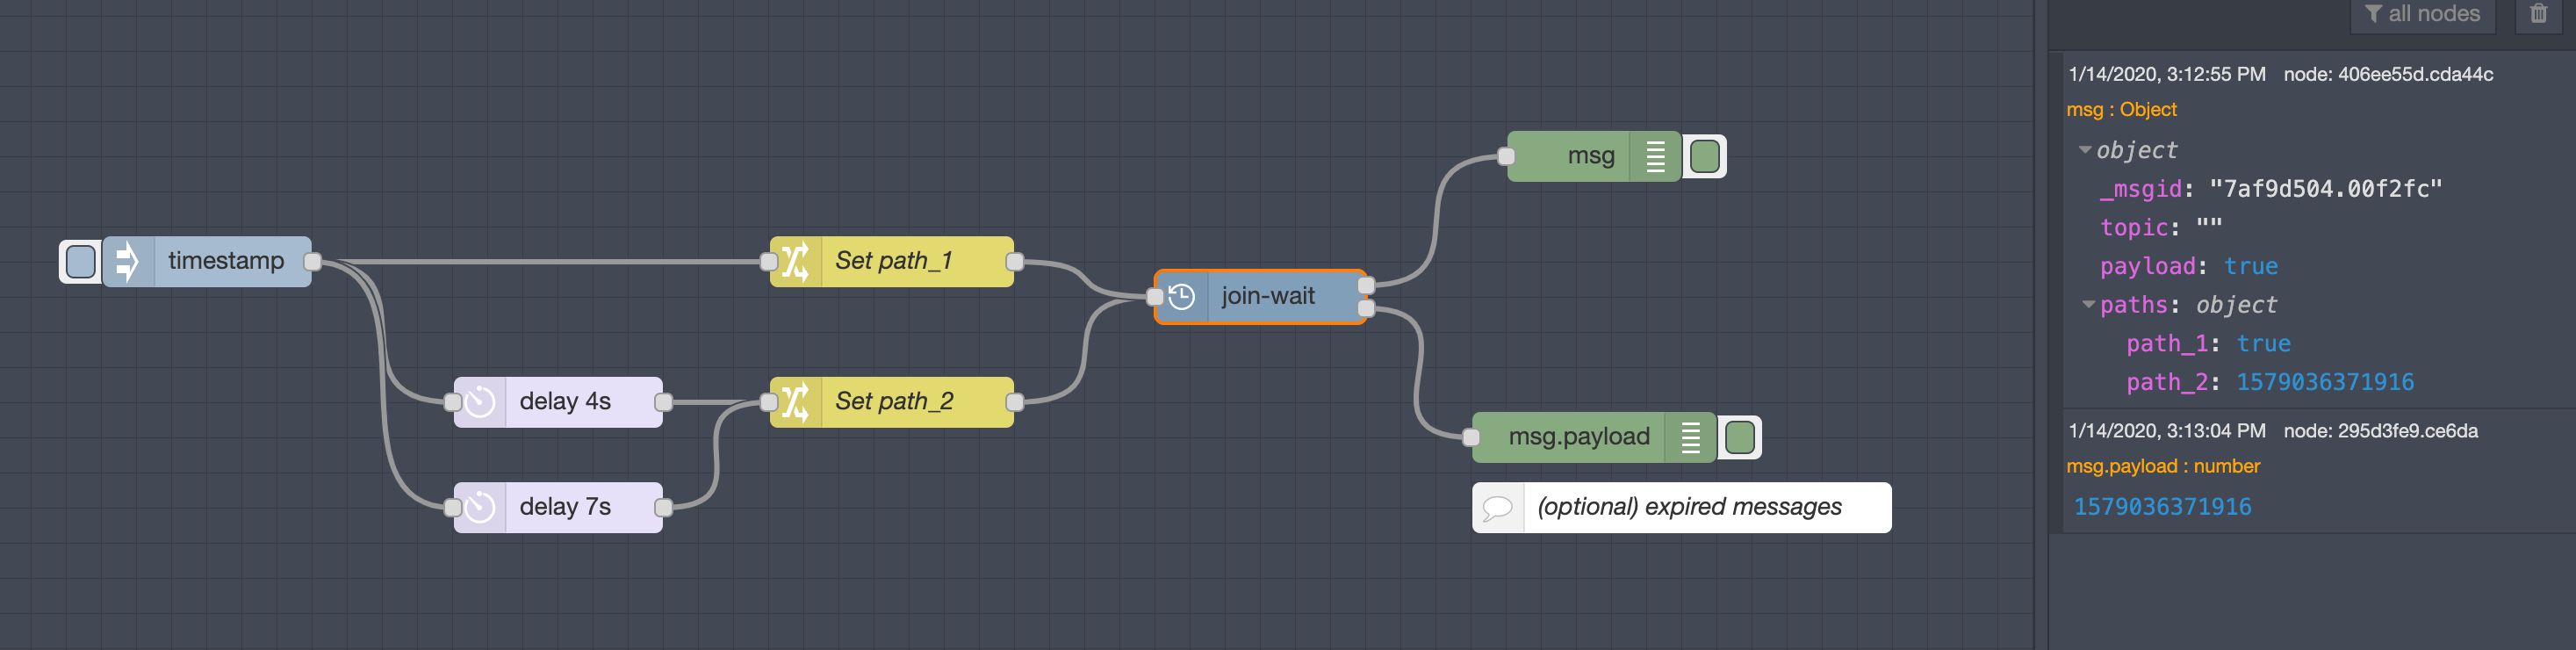 timestamp
Set path_1
delay 4s
Set path_2
delay 7s
join-wait
msg
msg.payload
(optional) expired messages
all nodes
1/14/2020, 3:12:55 PM node: 406ee55d.cda44c
msg : Object
object
_msgid: "7af9d504.00f2fc"
topic: ""
payload: true
paths: object
path_1: true
path_2: 1579036371916
1/14/2020, 3:13:04 PM node: 295d3fe9.ce6da
msg.payload : number
1579036371916